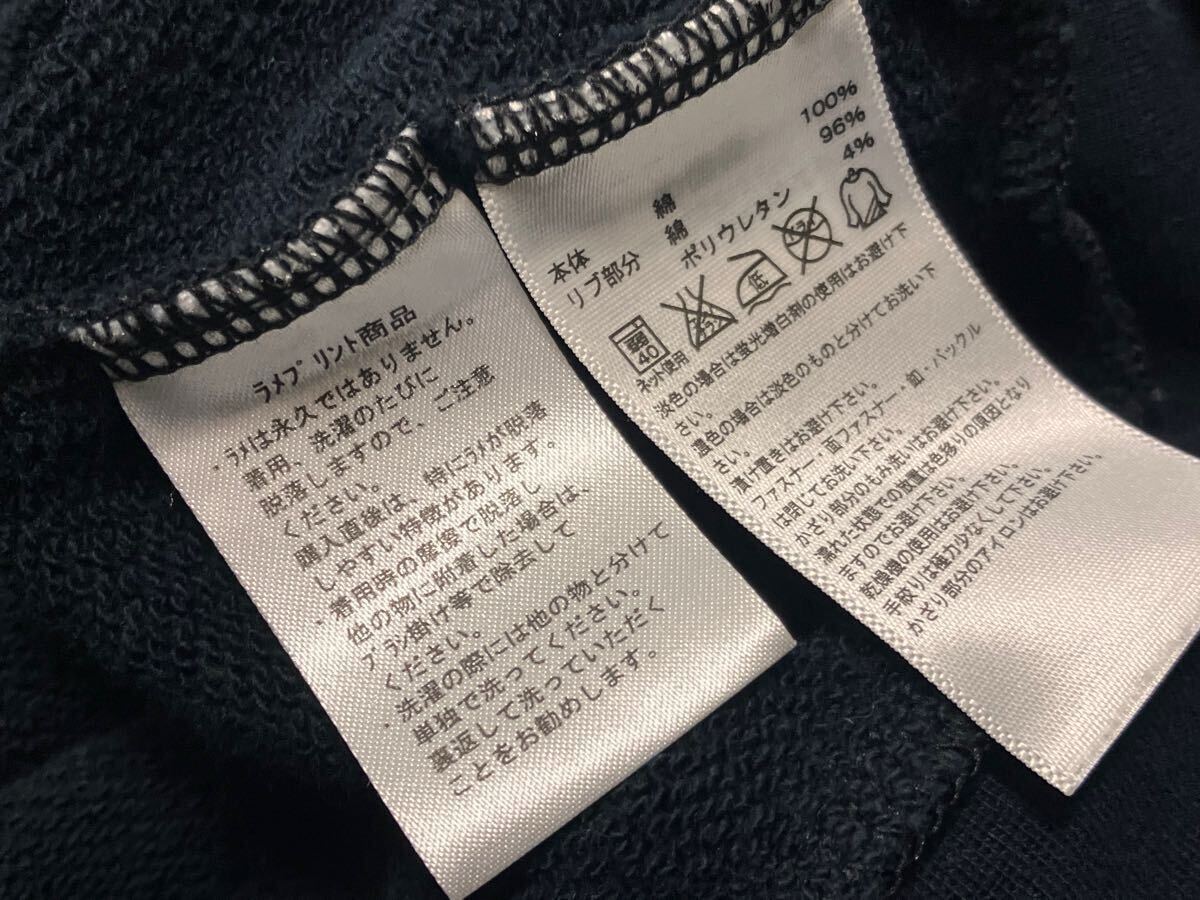 ラメプリント商品
・ラメは永久ではありません。
着用、洗濯のたびに
脱落しますので、ご注意
ください。
購入直後は、特にラメが脱落
しやすい特徴があります。
・着用時の摩擦で脱落し
他の物に附着した場合は、
ブラシ掛け等で除去して
ください。
・洗濯の際には他の物と分けて
単独で洗ってください。
裏返して洗っていただく
ことをお勧めします。
本体 綿 100%
リブ部分 綿 96%
ポリウレタン 4%
弱
40
低
ネット使用
淡色の場合は蛍光増白剤の使用はお避け下
さい。
濃色の場合は淡色のものと分けてお洗い下
さい。
漬け置きはお避け下さい。
ファスナー・面ファスナー・釦・バックル
は閉じてお洗い下さい。
かざり部分のもみ洗いはお避け下さい。
濡れた状態での放置は色移りの原因となり
ますのでお避け下さい。
乾燥機の使用はお避け下さい。
手絞りは極力少なくして下さい。
かざり部分のアイロンはお避け下さい。